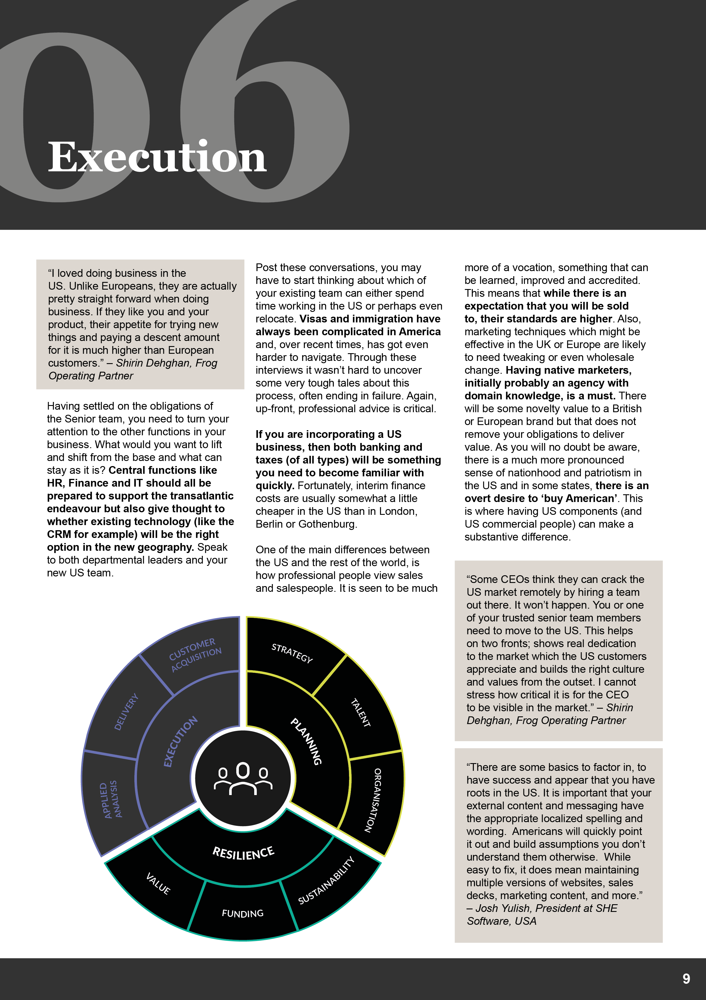 06
Execution
“I loved doing business in the
US. Unlike Europeans, they are actually
pretty straight forward when doing
business. If they like you and your
product, their appetite for trying new
things and paying a descent amount
for it is much higher than European
customers.” – Shirin Dehghan, Frog
Operating Partner
Having settled on the obligations of
the Senior team, you need to turn your
attention to the other functions in your
business. What would you want to lift
and shift from the base and what can
stay as it is? Central functions like
HR, Finance and IT should all be
prepared to support the transatlantic
endeavour but also give thought to
whether existing technology (like the
CRM for example) will be the right
option in the new geography. Speak
to both departmental leaders and your
new US team.
Post these conversations, you may
have to start thinking about which of
your existing team can either spend
time working in the US or perhaps even
relocate. Visas and immigration have
always been complicated in America
and, over recent times, has got even
harder to navigate. Through these
interviews it wasn’t hard to uncover
some very tough tales about this
process, often ending in failure. Again,
up-front, professional advice is critical.
If you are incorporating a US
business, then both banking and
taxes (of all types) will be something
you need to become familiar with
quickly. Fortunately, interim finance
costs are usually somewhat a little
cheaper in the US than in London,
Berlin or Gothenburg.
One of the main differences between
the US and the rest of the world, is
how professional people view sales
and salespeople. It is seen to be much
more of a vocation, something that can
be learned, improved and accredited.
This means that while there is an
expectation that you will be sold
to, their standards are higher. Also,
marketing techniques which might be
effective in the UK or Europe are likely
to need tweaking or even wholesale
change. Having native marketers,
initially probably an agency with
domain knowledge, is a must. There
will be some novelty value to a British
or European brand but that does not
remove your obligations to deliver
value. As you will no doubt be aware,
there is a much more pronounced
sense of nationhood and patriotism in
the US and in some states, there is an
overt desire to ‘buy American’. This
is where having US components (and
US commercial people) can make a
substantive difference.
“Some CEOs think they can crack the
US market remotely by hiring a team
out there. It won’t happen. You or one
of your trusted senior team members
need to move to the US. This helps
on two fronts; shows real dedication
to the market which the US customers
appreciate and builds the right culture
and values from the outset. I cannot
stress how critical it is for the CEO
to be visible in the market.” – Shirin
Dehghan, Frog Operating Partner
“There are some basics to factor in, to
have success and appear that you have
roots in the US. It is important that your
external content and messaging have
the appropriate localized spelling and
wording.  Americans will quickly point
it out and build assumptions you don’t
understand them otherwise.  While
easy to fix, it does mean maintaining
multiple versions of websites, sales
decks, marketing content, and more.”
– Josh Yulish, President at SHE
Software, USA
CUSTOMER
ACQUISITION
DELIVERY
APPLIED
ANALYSIS
EXECUTION
STRATEGY
TALENT
ORGANISATION
PLANNING
RESILIENCE
VALUE
FUNDING
SUSTAINABILITY
9